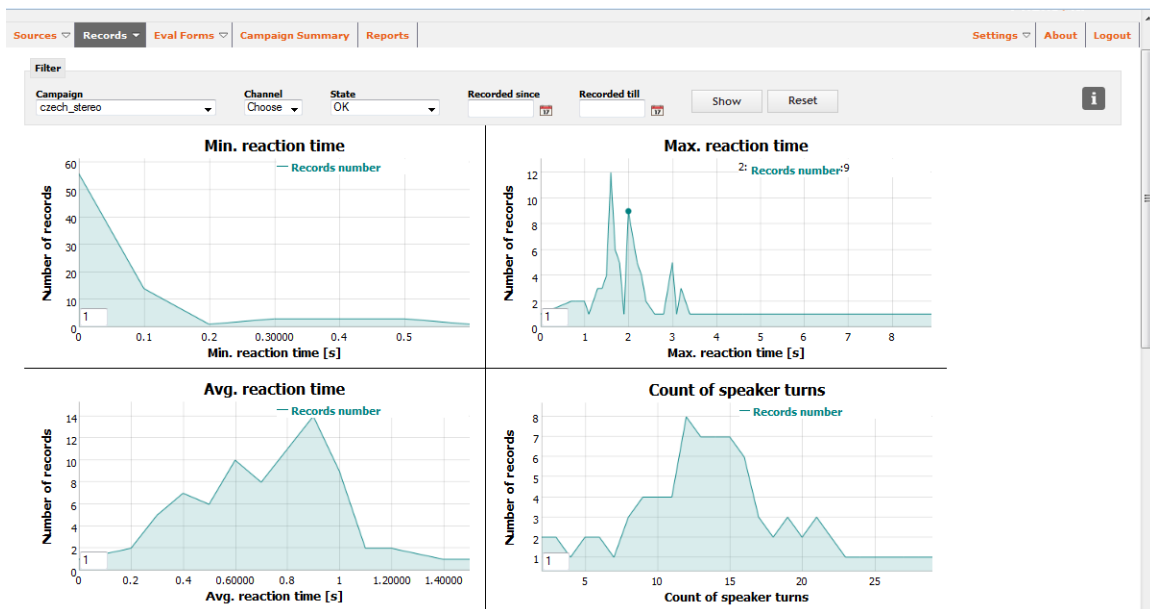 Sources Records Eval Forms Campaign Summary Reports Settings About Logout
Filter
Campaign Channel State Recorded since Recorded till
czech_stereo Choose OK 17 17 Show Reset i
Min. reaction time
Records number
Number of records
60
50
40
30
20
10
0
1
0 0.1 0.2 0.30000 0.4 0.5
Min. reaction time [s]
Max. reaction time
2: Records number:9
Number of records
12
10
8
6
4
2
0
1
0 1 2 3 4 5 6 7 8
Max. reaction time [s]
Avg. reaction time
Records number
Number of records
14
12
10
8
6
4
2
0
1
0 0.2 0.4 0.60000 0.8 1 1.20000 1.40000
Avg. reaction time [s]
Count of speaker turns
Records number
Number of records
8
7
6
5
4
3
2
1
1
5 10 15 20 25
Count of speaker turns